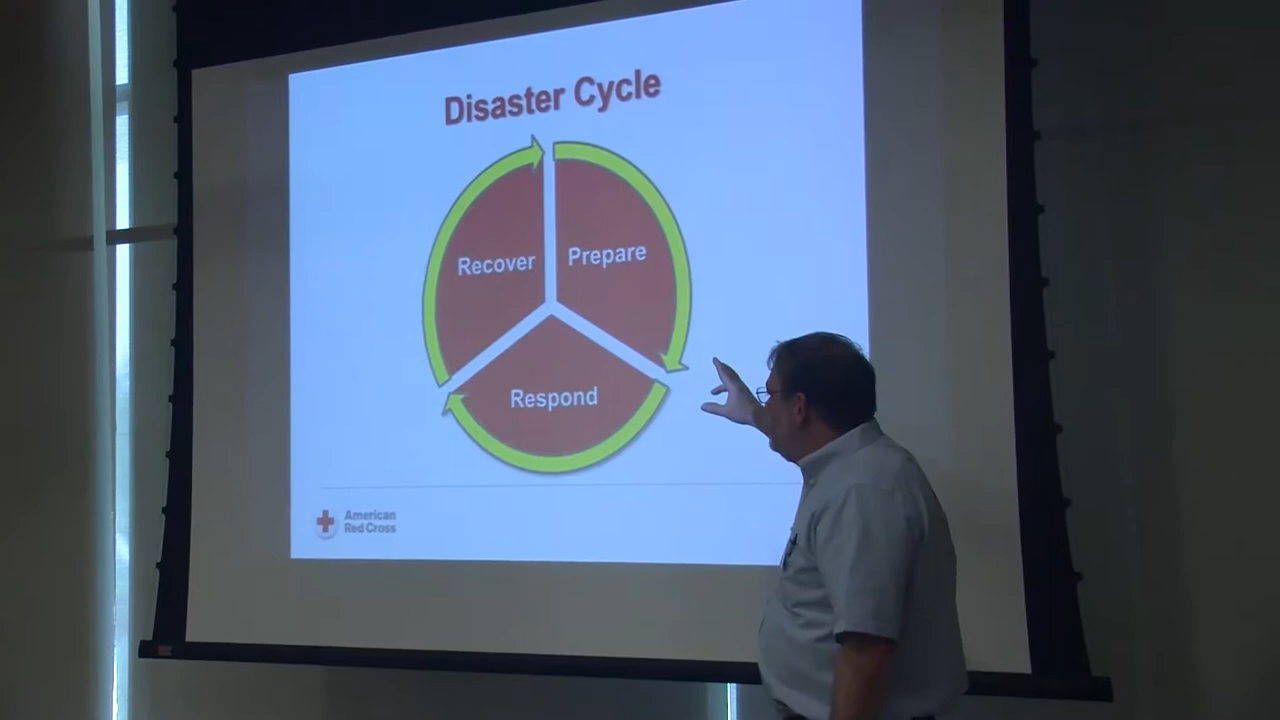 Disaster Cycle
Recover
Prepare
Respond
American
Red Cross